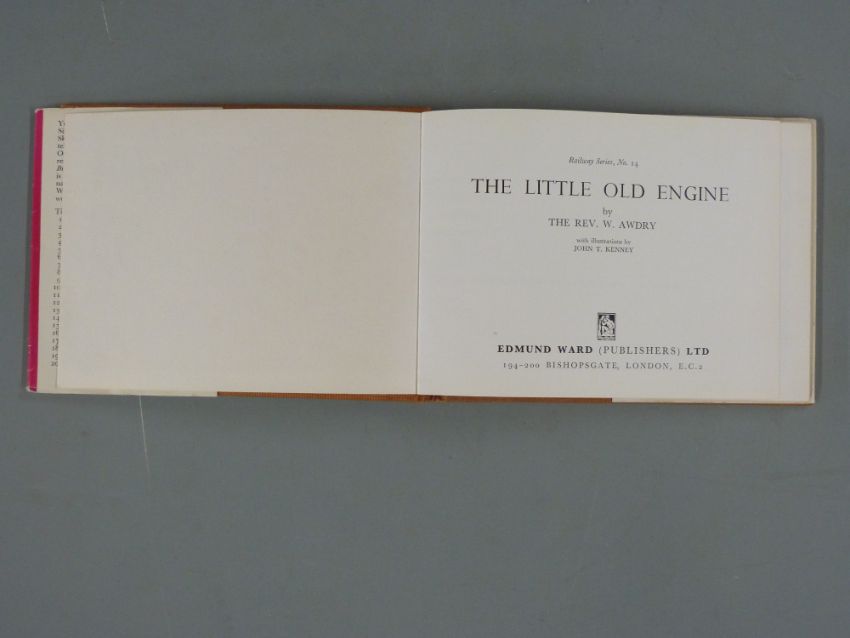 Railway Series, No. 14
THE LITTLE OLD ENGINE
by
THE REV. W. AWDRY
with illustrations by
JOHN T. KENNEY
EDMUND WARD (PUBLISHERS) LTD
194-200 BISHOPSGATE, LONDON, E.C.2